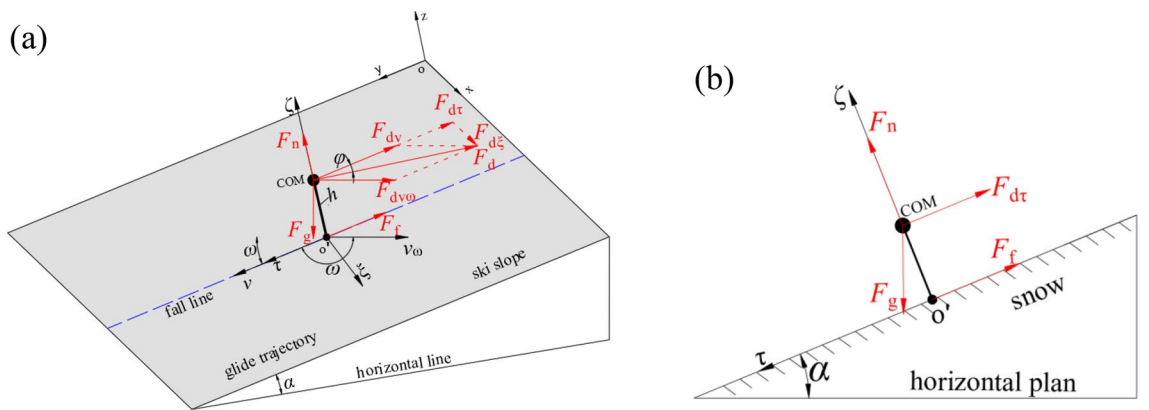 (a)
z
y
o
x
ζ
F_dτ
F_n
F_dv
F_dξ
F_d
φ
COM
h
F_dvω
F_g
F_f
o'
v_ω
ω
τ
ω
ξ
v
ski slope
fall line
glide trajectory
horizontal line
α
(b)
ζ
F_n
COM
F_dτ
F_f
F_g
o'
snow
τ
α
horizontal plan